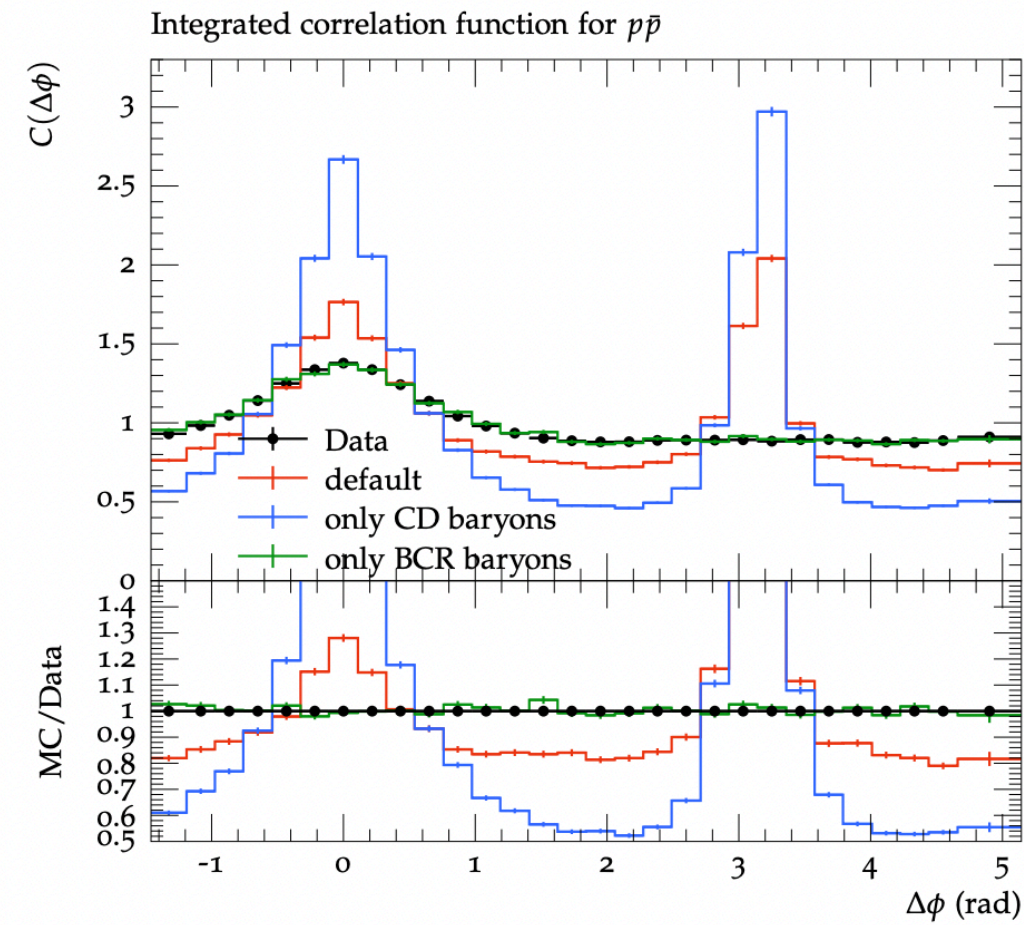 Integrated correlation function for pp̄
C(Δϕ)
3
2.5
2
1.5
1
0.5
0
Data
default
only CD baryons
only BCR baryons
MC/Data
1.4
1.3
1.2
1.1
1
0.9
0.8
0.7
0.6
0.5
-1 0 1 2 3 4 5
Δϕ (rad)